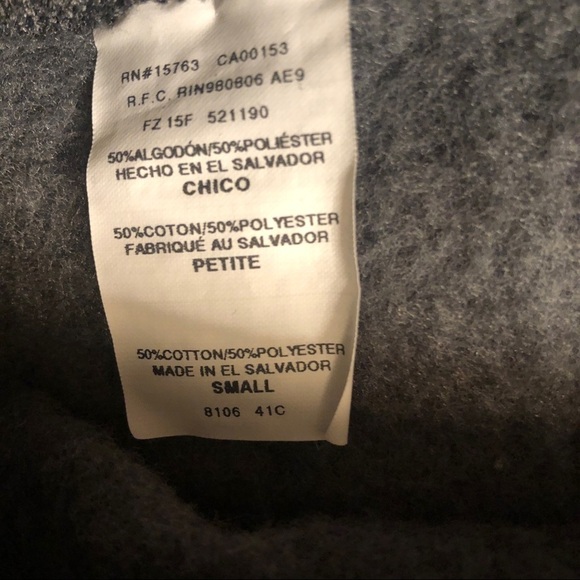 RN#15763 CA00153
R.F.C. RIN980806 AE9
FZ 15F 521190
50%ALGODÓN/50%POLIÉSTER
HECHO EN EL SALVADOR
CHICO
50%COTON/50%POLYESTER
FABRIQUÉ AU SALVADOR
PETITE
50%COTTON/50%POLYESTER
MADE IN EL SALVADOR
SMALL
8106 41C